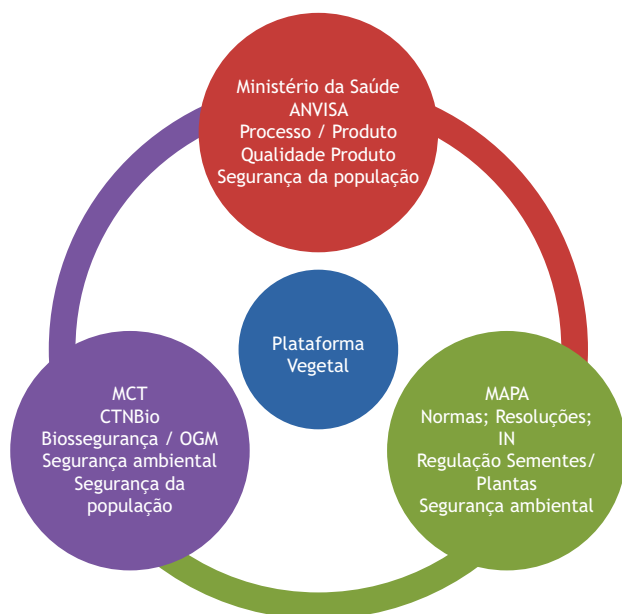 Ministério da Saúde
ANVISA
Processo / Produto
Qualidade Produto
Segurança da população
Plataforma
Vegetal
MCT
CTNBio
Biossegurança / OGM
Segurança ambiental
Segurança da
população
MAPA
Normas; Resoluções;
IN
Regulação Sementes/
Plantas
Segurança ambiental